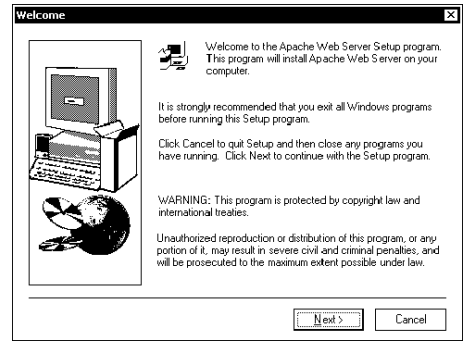 Welcome
Welcome to the Apache Web Server Setup program.
This program will install Apache Web Server on your
computer.
It is strongly recommended that you exit all Windows programs
before running this Setup program.
Click Cancel to quit Setup and then close any programs you
have running. Click Next to continue with the Setup program.
WARNING: This program is protected by copyright law and
international treaties.
Unauthorized reproduction or distribution of this program, or any
portion of it, may result in severe civil and criminal penalties, and
will be prosecuted to the maximum extent possible under law.
Next >
Cancel